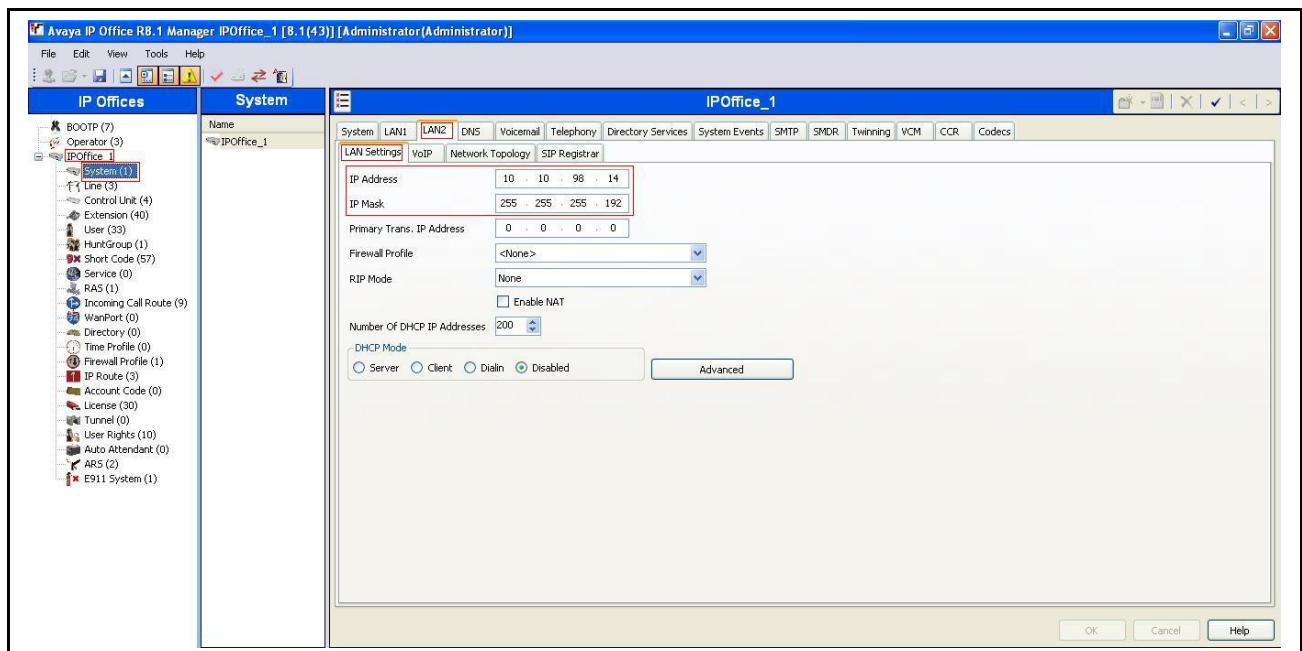 Avaya IP Office R8.1 Manager IPOffice_1 [8.1(43)] [Administrator(Administrator)]
File Edit View Tools Help
IP Offices
BOOTP (7)
Operator (3)
IPOffice_1
System (1)
Line (3)
Control Unit (4)
Extension (40)
User (33)
HuntGroup (1)
Short Code (57)
Service (0)
RAS (1)
Incoming Call Route (9)
WanPort (0)
Directory (0)
Time Profile (0)
Firewall Profile (1)
IP Route (3)
Account Code (0)
License (30)
Tunnel (0)
User Rights (10)
Auto Attendant (0)
ARS (2)
E911 System (1)
System
Name
IPOffice_1
IPOffice_1
System LAN1 LAN2 DNS Voicemail Telephony Directory Services System Events SMTP SMDR Twinning VCM CCR Codecs
LAN Settings VoIP Network Topology SIP Registrar
IP Address 10 . 10 . 98 . 14
IP Mask 255 . 255 . 255 . 192
Primary Trans. IP Address 0 . 0 . 0 . 0
Firewall Profile <None>
RIP Mode None
Enable NAT
Number Of DHCP IP Addresses 200
DHCP Mode
Server Client Dialin Disabled Advanced
OK Cancel Help